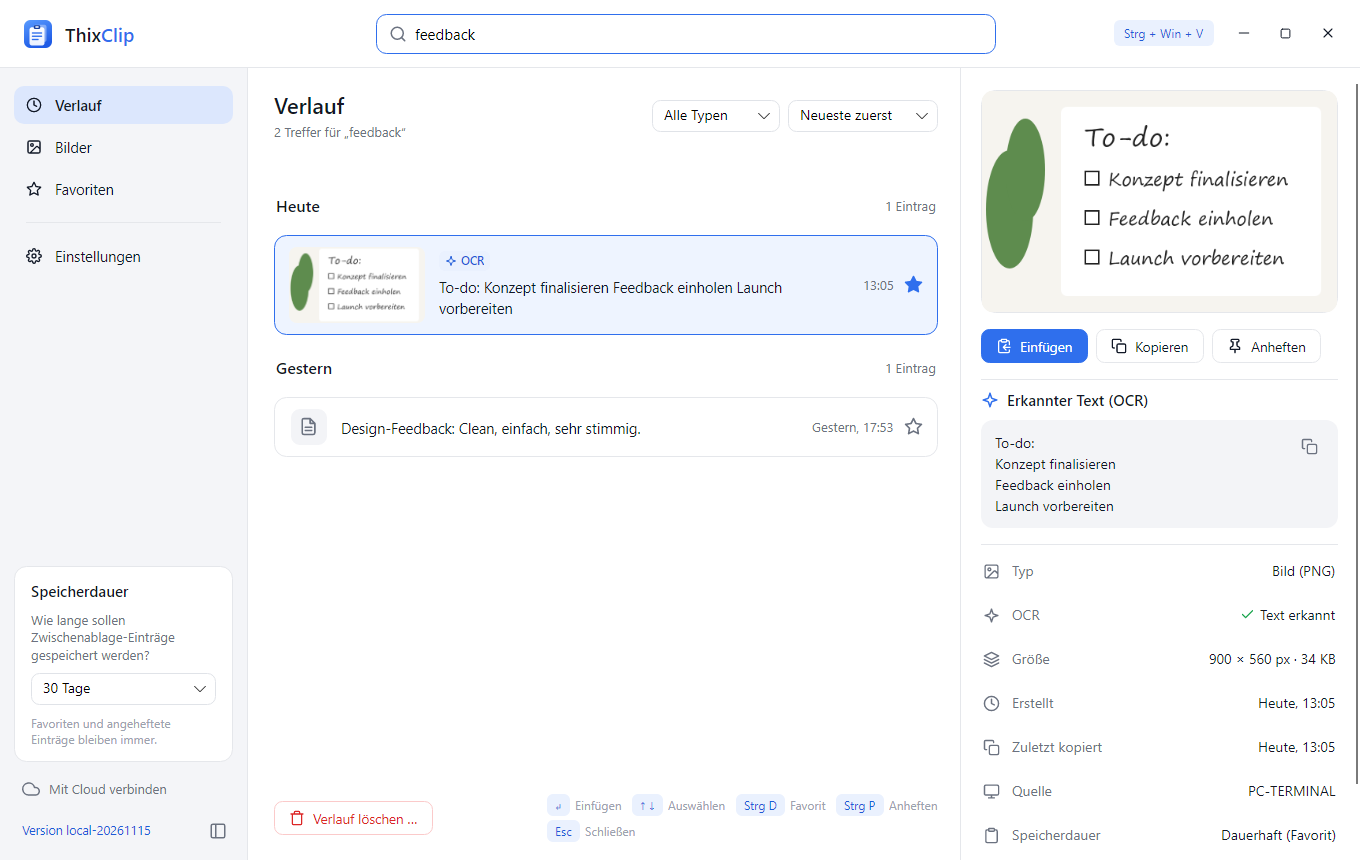 ThixClip
feedback
Strg + Win + V
Verlauf
Bilder
Favoriten
Einstellungen
Speicherdauer
Wie lange sollen
Zwischenablage-Einträge
gespeichert werden?
30 Tage
Favoriten und angeheftete
Einträge bleiben immer.
Mit Cloud verbinden
Version local-20261115
Verlauf
2 Treffer für „feedback“
Alle Typen
Neueste zuerst
Heute
1 Eintrag
To-do:
Konzept finalisieren
Feedback einholen
Launch vorbereiten
OCR
To-do: Konzept finalisieren Feedback einholen Launch
vorbereiten
13:05
Gestern
1 Eintrag
Design-Feedback: Clean, einfach, sehr stimmig.
Gestern, 17:53
Verlauf löschen ...
↲ Einfügen ↑↓ Auswählen Strg D Favorit Strg P Anheften
Esc Schließen
To-do:
Konzept finalisieren
Feedback einholen
Launch vorbereiten
Einfügen
Kopieren
Anheften
Erkannter Text (OCR)
To-do:
Konzept finalisieren
Feedback einholen
Launch vorbereiten
Typ Bild (PNG)
OCR Text erkannt
Größe 900 × 560 px · 34 KB
Erstellt Heute, 13:05
Zuletzt kopiert Heute, 13:05
Quelle PC-TERMINAL
Speicherdauer Dauerhaft (Favorit)